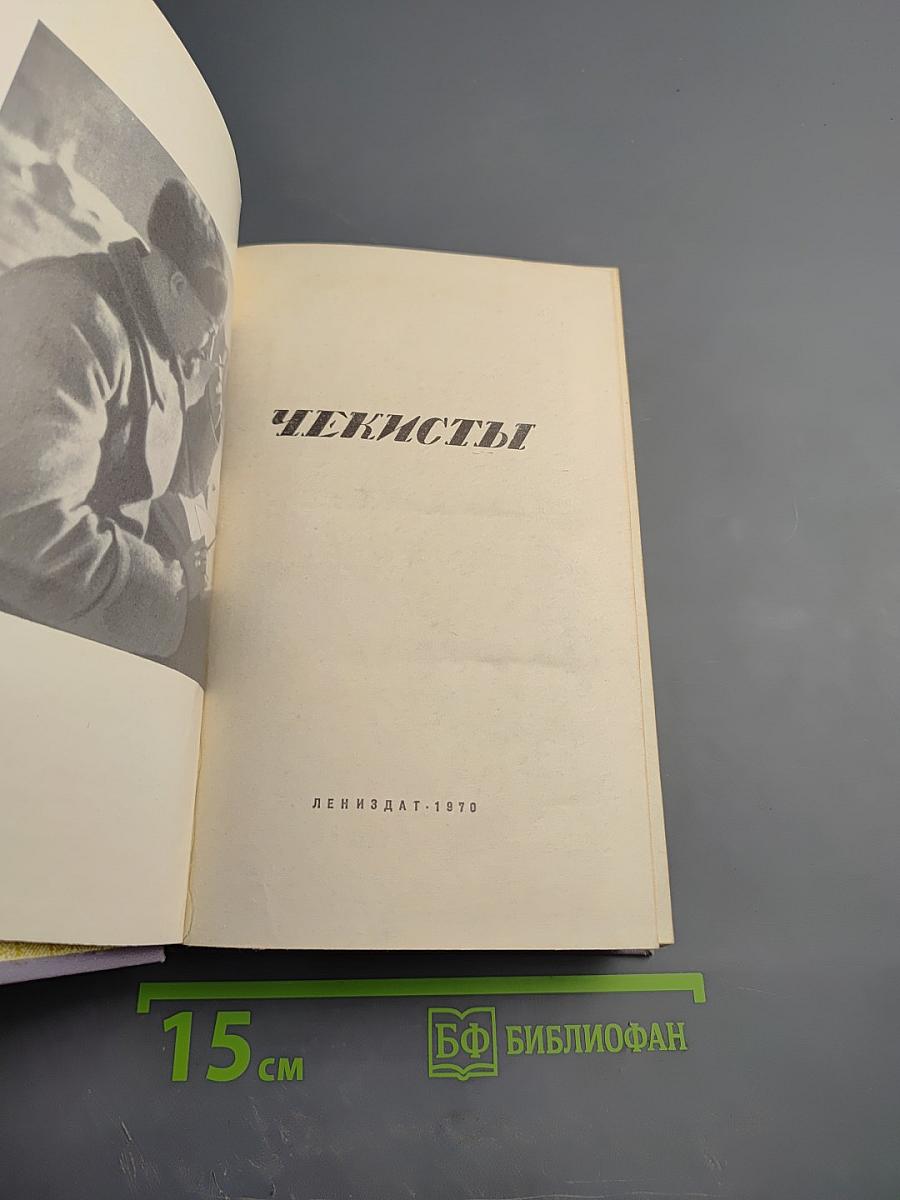 ЧЕКИСТЫ
ЛЕНИЗДАТ·1970
15 см
БФ БИБЛИОФАН